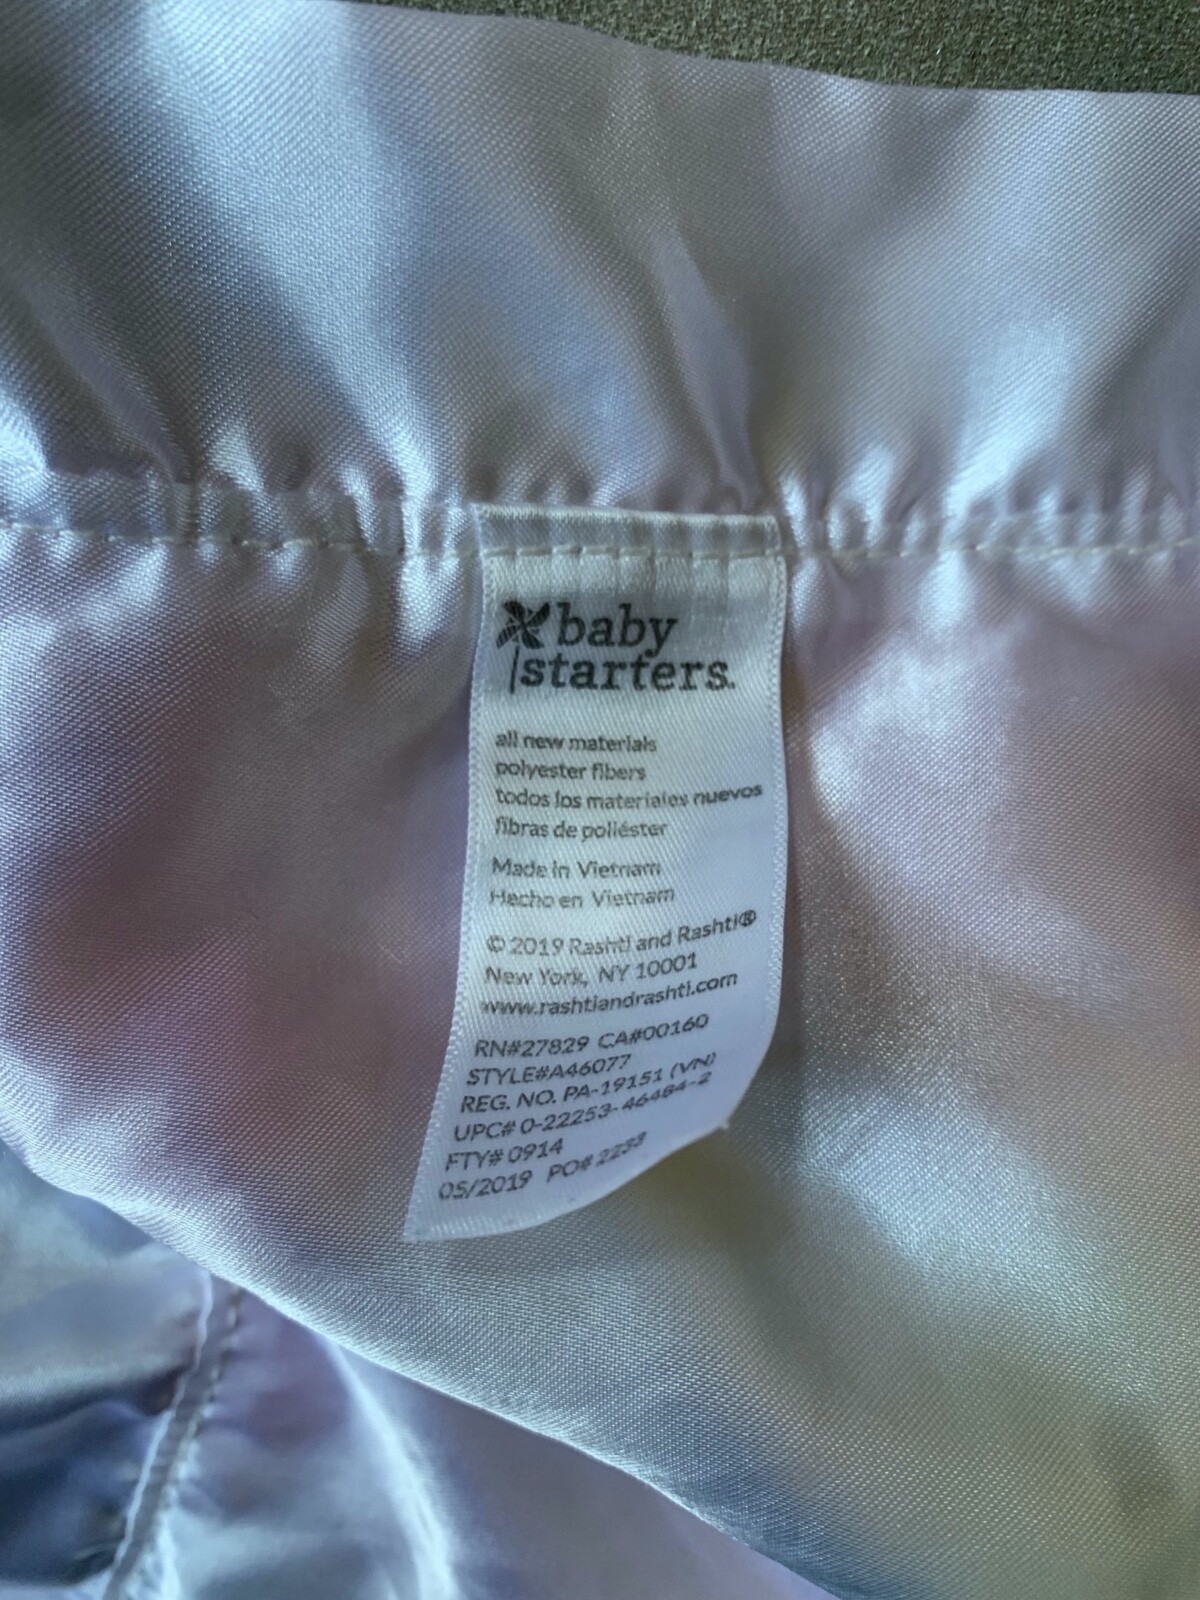 baby
starters.
all new materials
polyester fibers
todos los materiales nuevos
fibras de poliéster
Made in Vietnam
Hecho en Vietnam
© 2019 Rashti and Rashti®
New York, NY 10001
www.rashtiandrashti.com
RN#27829 CA#00160
STYLE#A46077
REG. NO. PA-19151 (VN)
UPC# 0-22253-46484-2
FTY# 0914
05/2019 PO# 2233